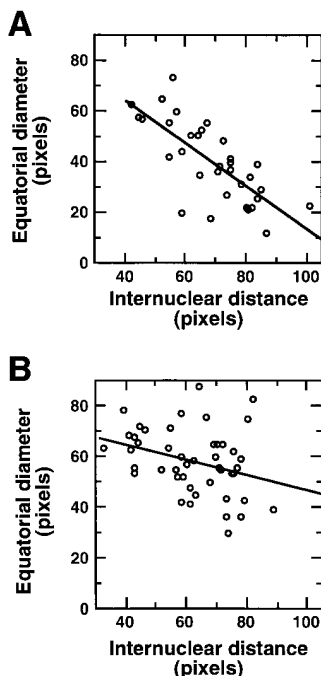 A
80
60
40
20
0
Equatorial diameter
(pixels)
40 60 80 100
Internuclear distance
(pixels)
B
80
60
40
20
0
Equatorial diameter
(pixels)
40 60 80 100
Internuclear distance
(pixels)